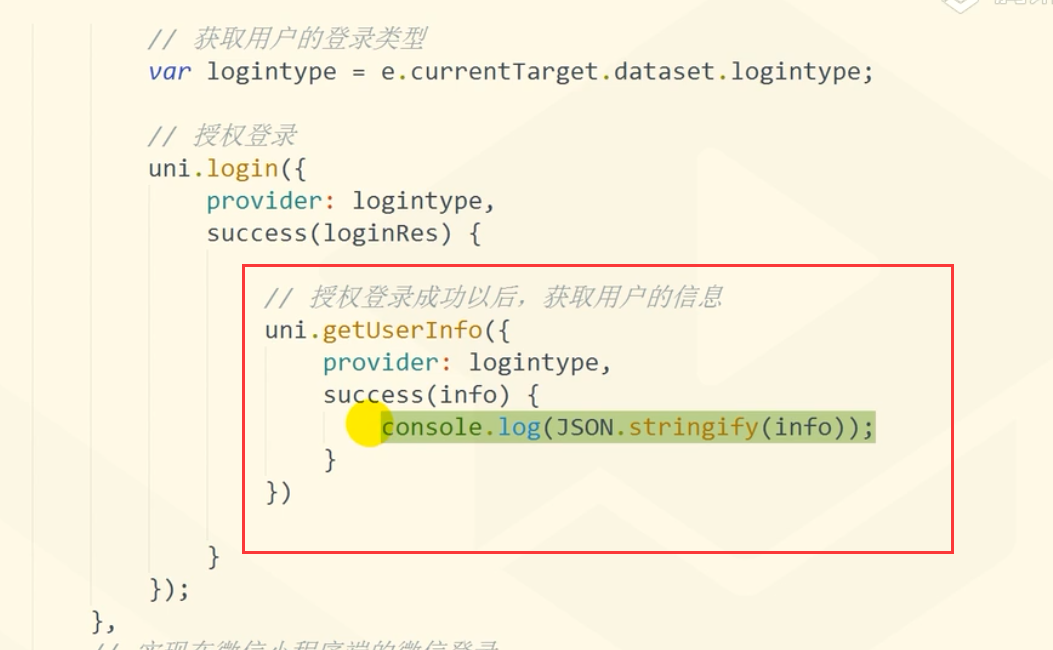 // 获取用户的登录类型
var logintype = e.currentTarget.dataset.logintype;
// 授权登录
uni.login({
provider: logintype,
success(loginRes) {
// 授权登录成功以后，获取用户的信息
uni.getUserInfo({
provider: logintype,
success(info) {
console.log(JSON.stringify(info));
}
})
}
});
},
// 实现在微信小程序端的微信登录